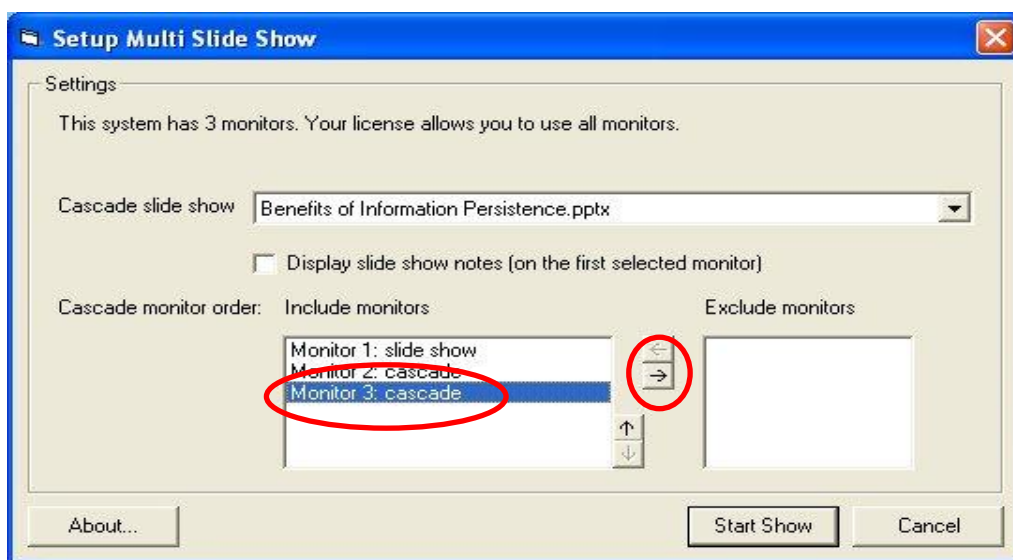 Setup Multi Slide Show
Settings
This system has 3 monitors. Your license allows you to use all monitors.
Cascade slide show Benefits of Information Persistence.pptx
Display slide show notes (on the first selected monitor)
Cascade monitor order: Include monitors Exclude monitors
Monitor 1: slide show
Monitor 2: cascade
Monitor 3: cascade
About... Start Show Cancel